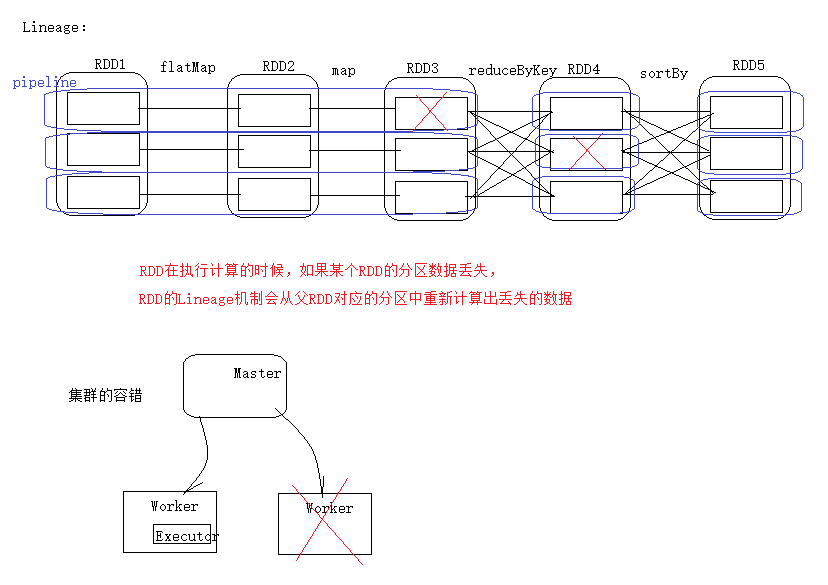 Lineage:
RDD1 flatMap RDD2 map RDD3 reduceByKey RDD4 sortBy RDD5
pipeline
RDD在执行计算的时候，如果某个RDD的分区数据丢失，
RDD的Lineage机制会从父RDD对应的分区中重新计算出丢失的数据
Master
集群的容错
Worker Worker
Executor